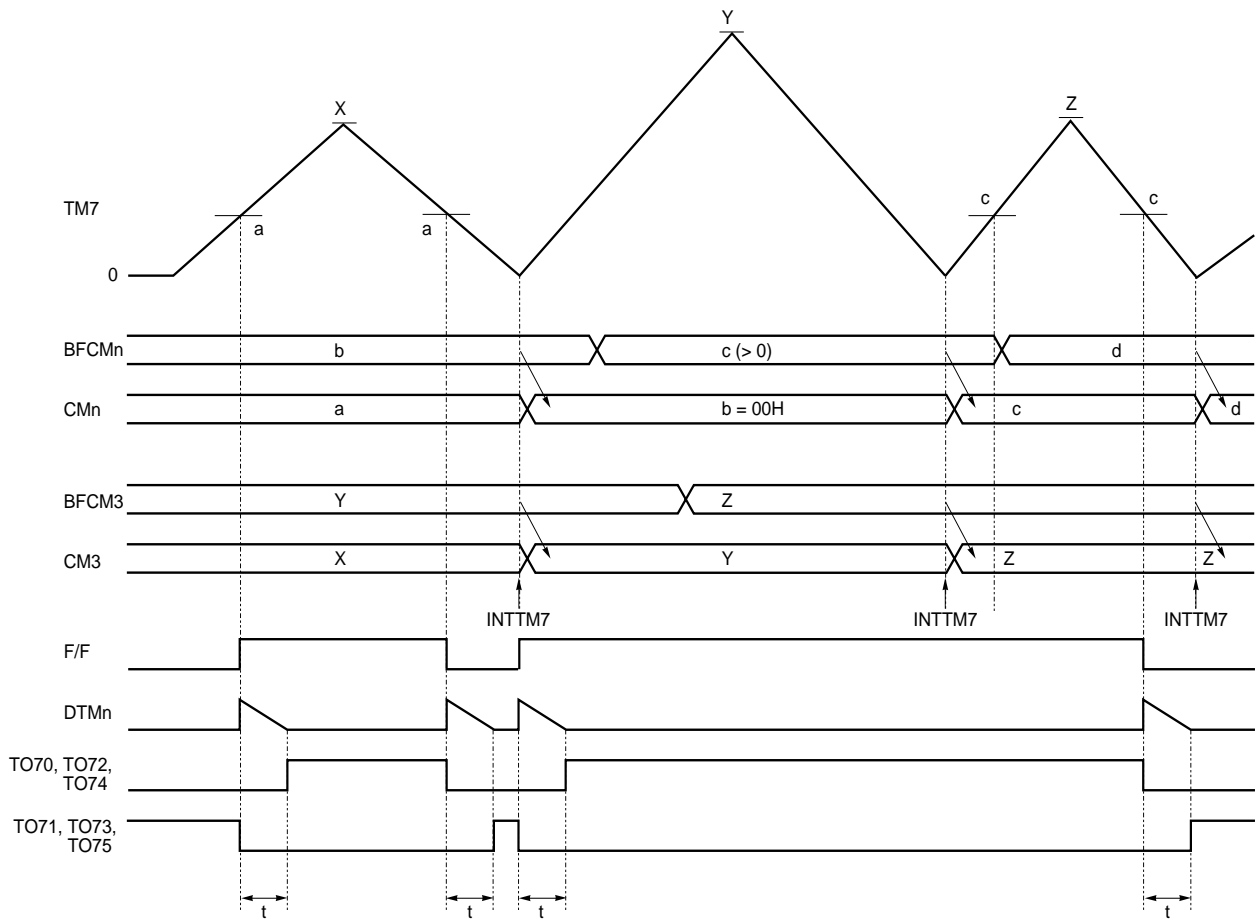 Y
X
Z
TM7
a
a
c
c
0
BFCMn
b
c (> 0)
d
CMn
a
b = 00H
c
d
BFCM3
Y
Z
CM3
X
Y
Z
Z
INTTM7
INTTM7
INTTM7
F/F
DTMn
TO70, TO72,
TO74
TO71, TO73,
TO75
t
t
t
t